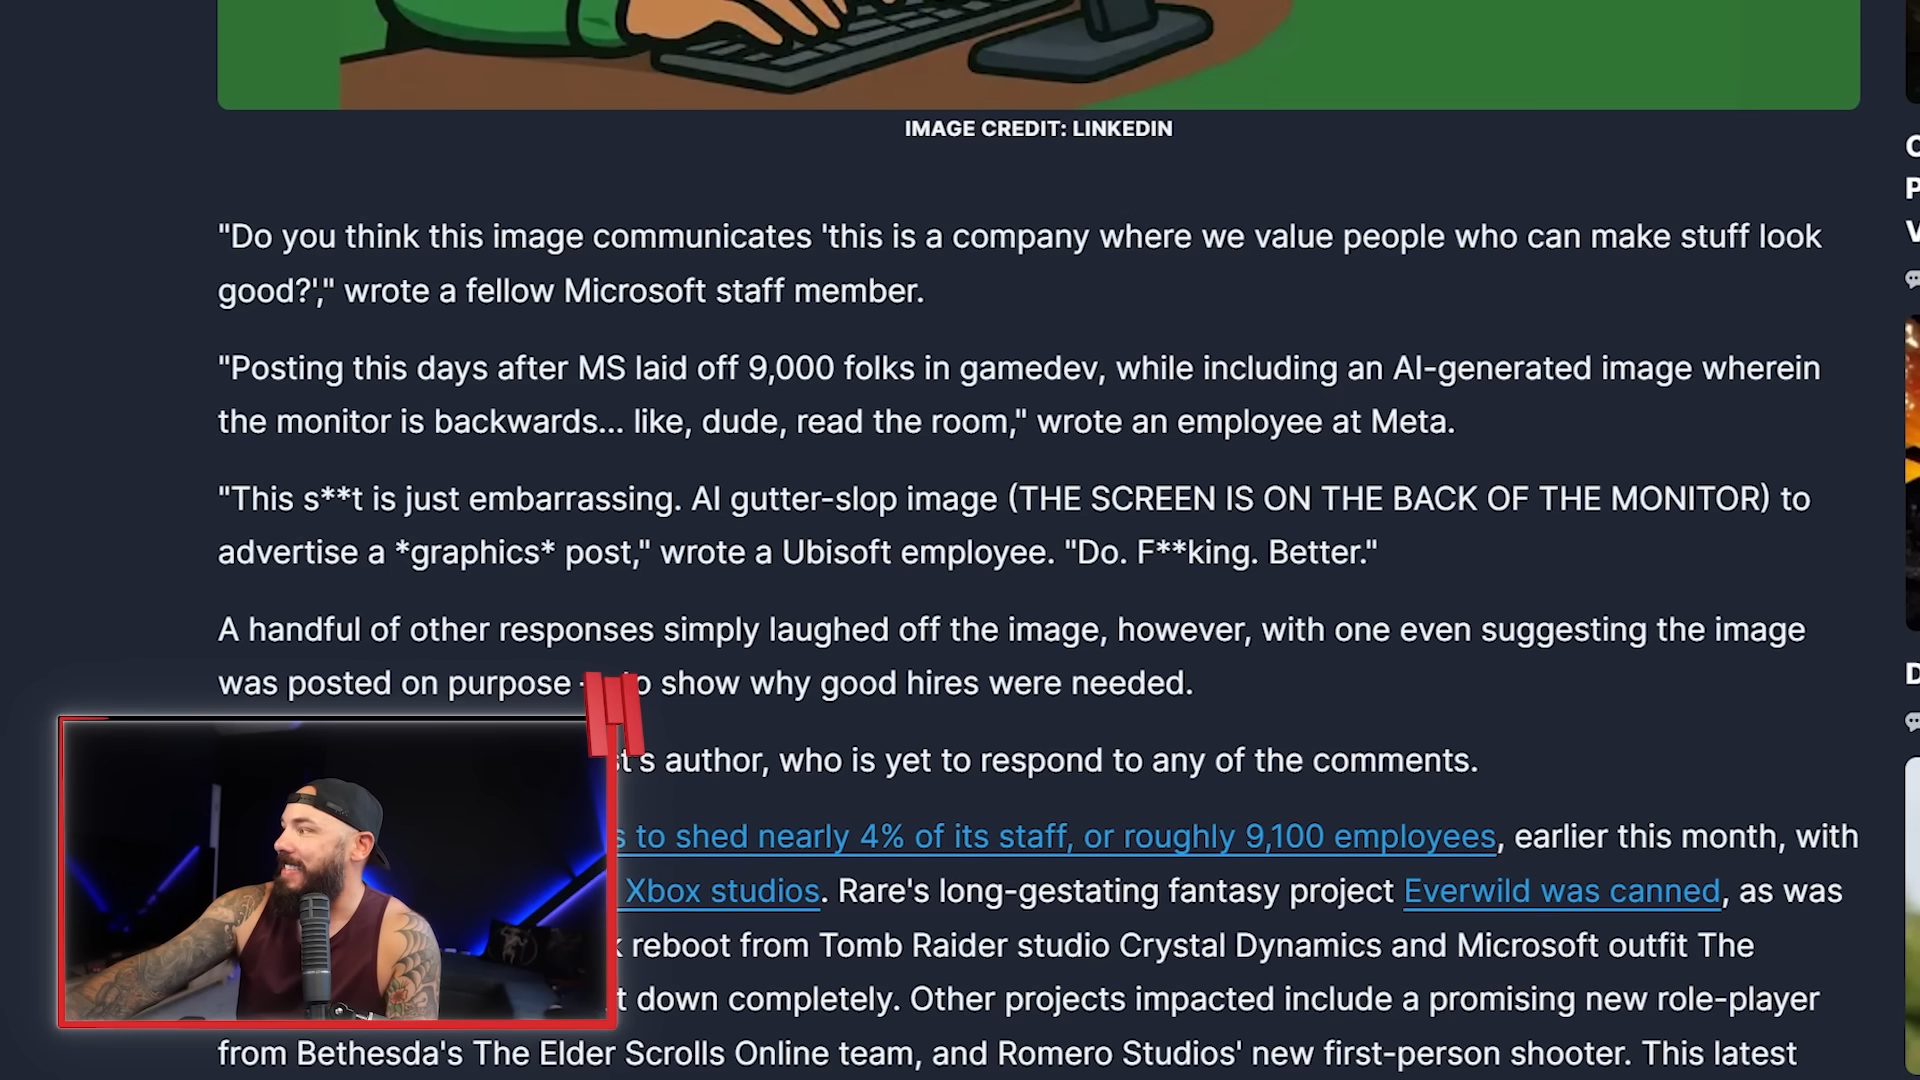 IMAGE CREDIT: LINKEDIN
"Do you think this image communicates 'this is a company where we value people who can make stuff look
good?'," wrote a fellow Microsoft staff member.
"Posting this days after MS laid off 9,000 folks in gamedev, while including an AI-generated image wherein
the monitor is backwards... like, dude, read the room," wrote an employee at Meta.
"This s**t is just embarrassing. AI gutter-slop image (THE SCREEN IS ON THE BACK OF THE MONITOR) to
advertise a *graphics* post," wrote a Ubisoft employee. "Do. F**king. Better."
A handful of other responses simply laughed off the image, however, with one even suggesting the image
was posted on purpose show why good hires were needed.
author, who is yet to respond to any of the comments.
to shed nearly 4% of its staff, or roughly 9,100 employees, earlier this month, with
Xbox studios. Rare's long-gestating fantasy project Everwild was canned, as was
reboot from Tomb Raider studio Crystal Dynamics and Microsoft outfit The
down completely. Other projects impacted include a promising new role-player
from Bethesda's The Elder Scrolls Online team, and Romero Studios' new first-person shooter. This latest